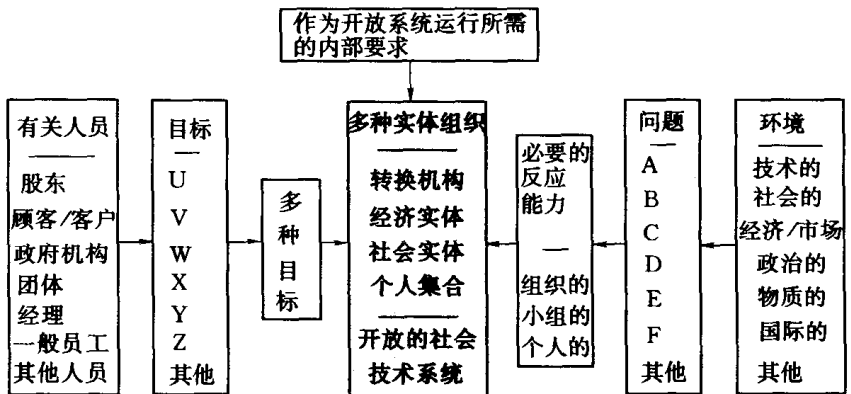 作为开放系统运行所需
的内部要求
有关人员
股东
顾客/客户
政府机构
团体
经理
一般员工
其他人员
目标
U
V
W
X
Y
Z
其他
多
种
目
标
多种实体组织
转换机构
经济实体
社会实体
个人集合
开放的社会
技术系统
必要的
反应
能力
组织的
小组的
个人的
问题
A
B
C
D
E
F
其他
环境
技术的
社会的
经济/市场
政治的
物质的
国际的
其他